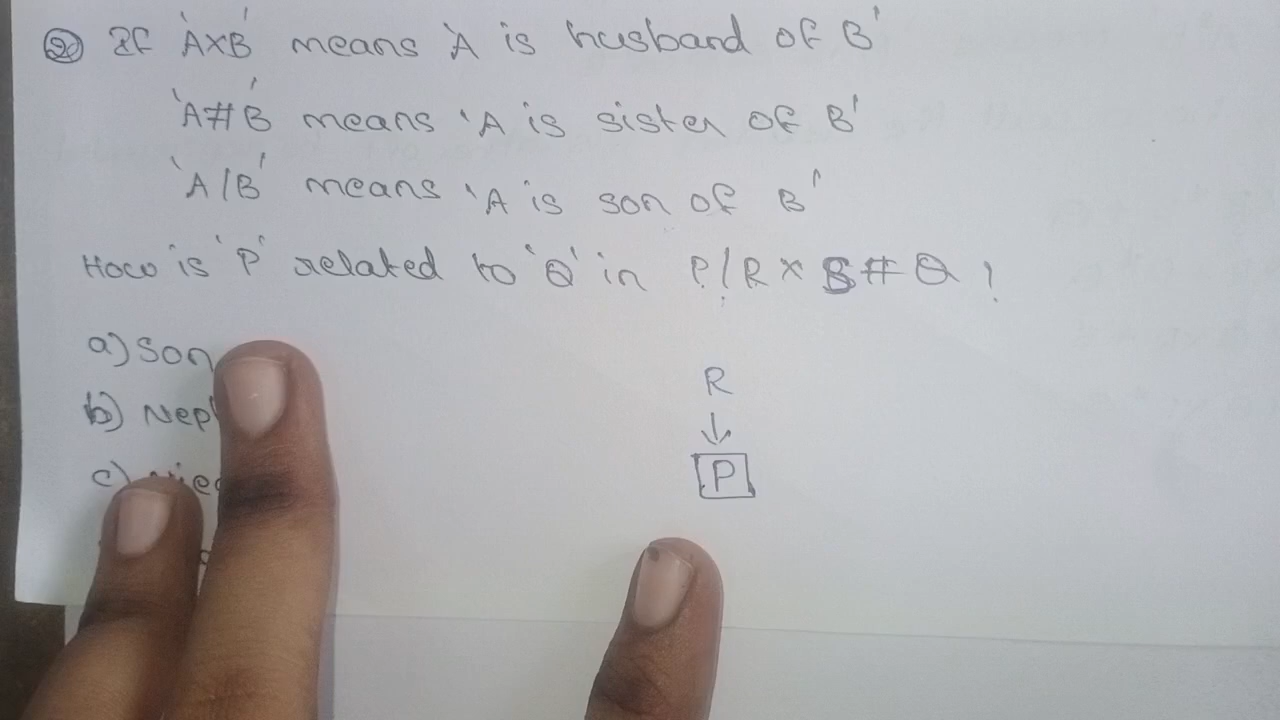 ② If 'A×B' means 'A is husband of B'
'A#B' means 'A is sister of B'
'A/B' means 'A is son of B'
How is 'P' related to 'Q' in P/R × S # Q !
a) Son
b) Nep
c)
R
↓
P